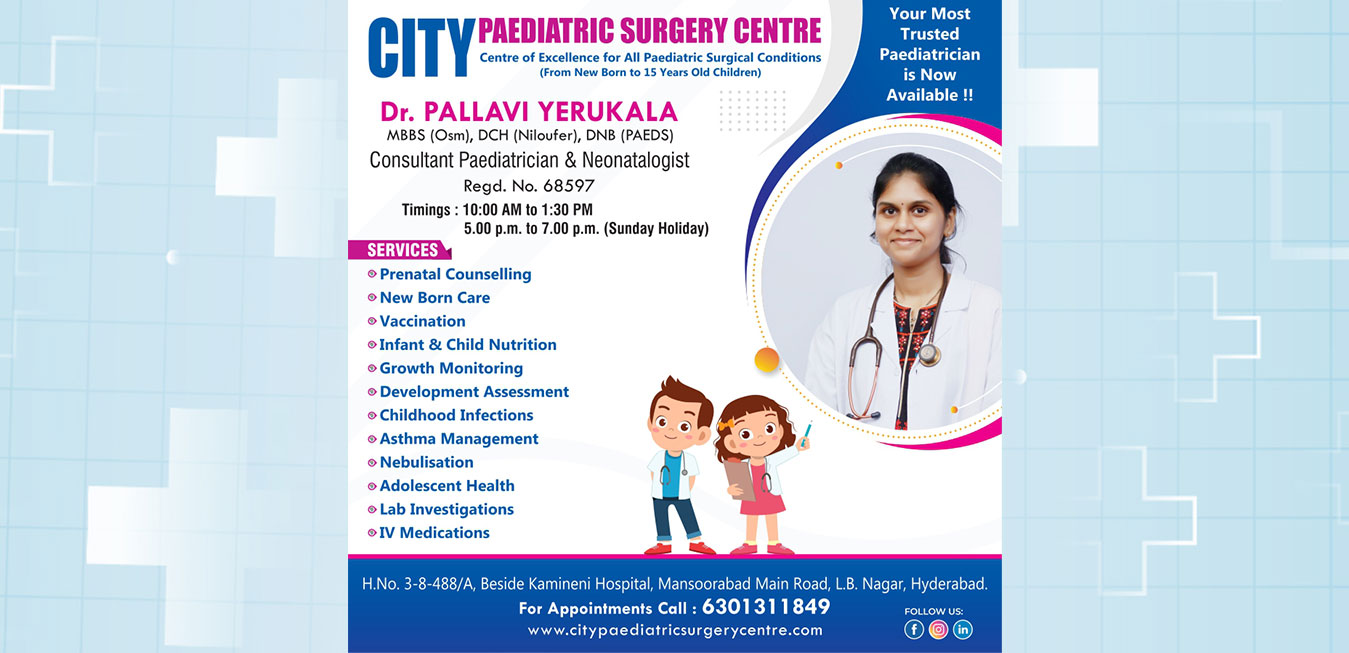 CITY PAEDIATRIC SURGERY CENTRE
Centre of Excellence for All Paediatric Surgical Conditions
(From New Born to 15 Years Old Children)
Your Most
Trusted
Paediatrician
is Now
Available !!
Dr. PALLAVI YERUKALA
MBBS (Osm), DCH (Niloufer), DNB (PAEDS)
Consultant Paediatrician & Neonatalogist
Regd. No. 68597
Timings : 10:00 AM to 1:30 PM
5.00 p.m. to 7.00 p.m. (Sunday Holiday)
SERVICES
Prenatal Counselling
New Born Care
Vaccination
Infant & Child Nutrition
Growth Monitoring
Development Assessment
Childhood Infections
Asthma Management
Nebulisation
Adolescent Health
Lab Investigations
IV Medications
H.No. 3-8-488/A, Beside Kamineni Hospital, Mansoorabad Main Road, L.B. Nagar, Hyderabad.
For Appointments Call : 6301311849
www.citypaediatricsurgerycentre.com
FOLLOW US: